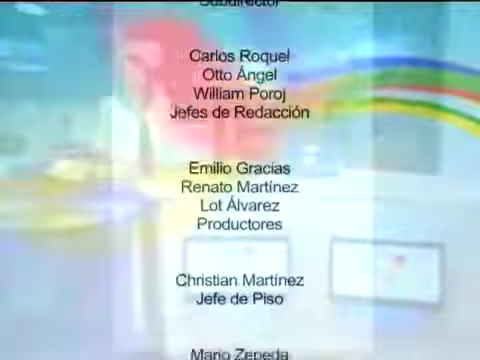 Subdirector
Carlos Roquel
Otto Ángel
William Poroj
Jefes de Redacción
Emilio Gracias
Renato Martínez
Lot Álvarez
Productores
Christian Martínez
Jefe de Piso
Mario Zepeda